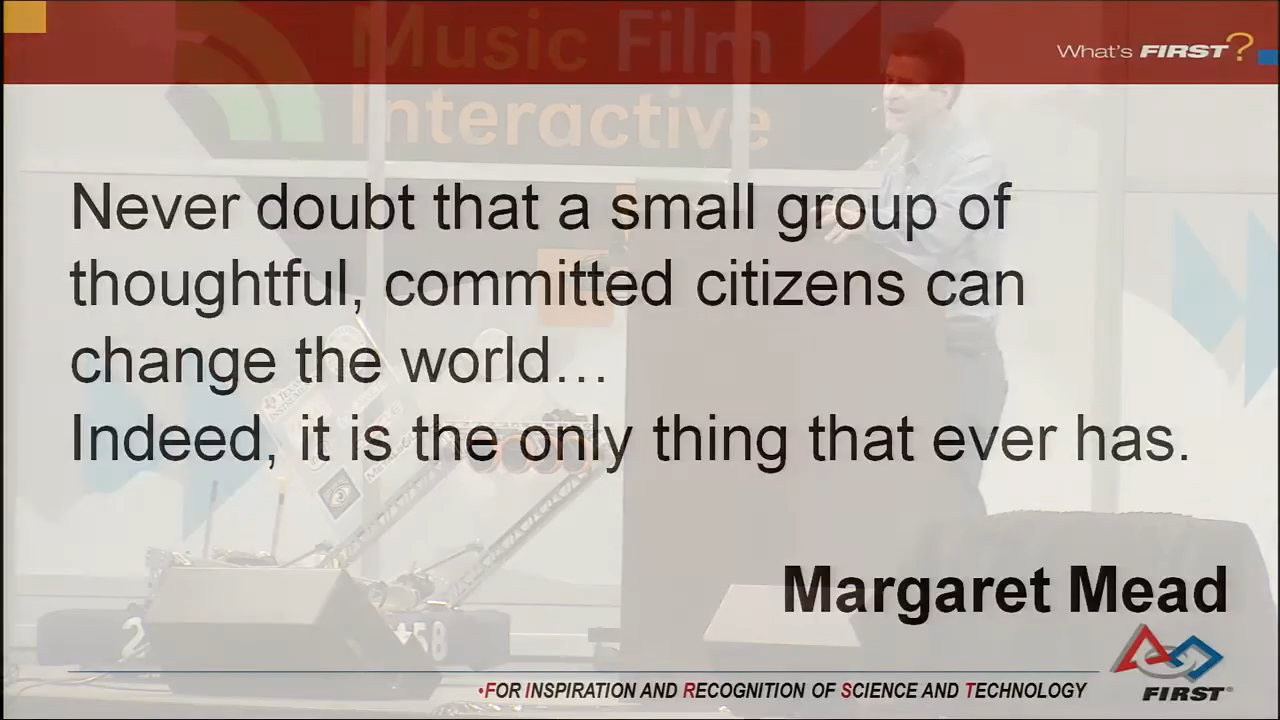 Music Film
Interactive
What's FIRST?
Never doubt that a small group of
thoughtful, committed citizens can
change the world…
Indeed, it is the only thing that ever has.
Margaret Mead
•FOR INSPIRATION AND RECOGNITION OF SCIENCE AND TECHNOLOGY
FIRST